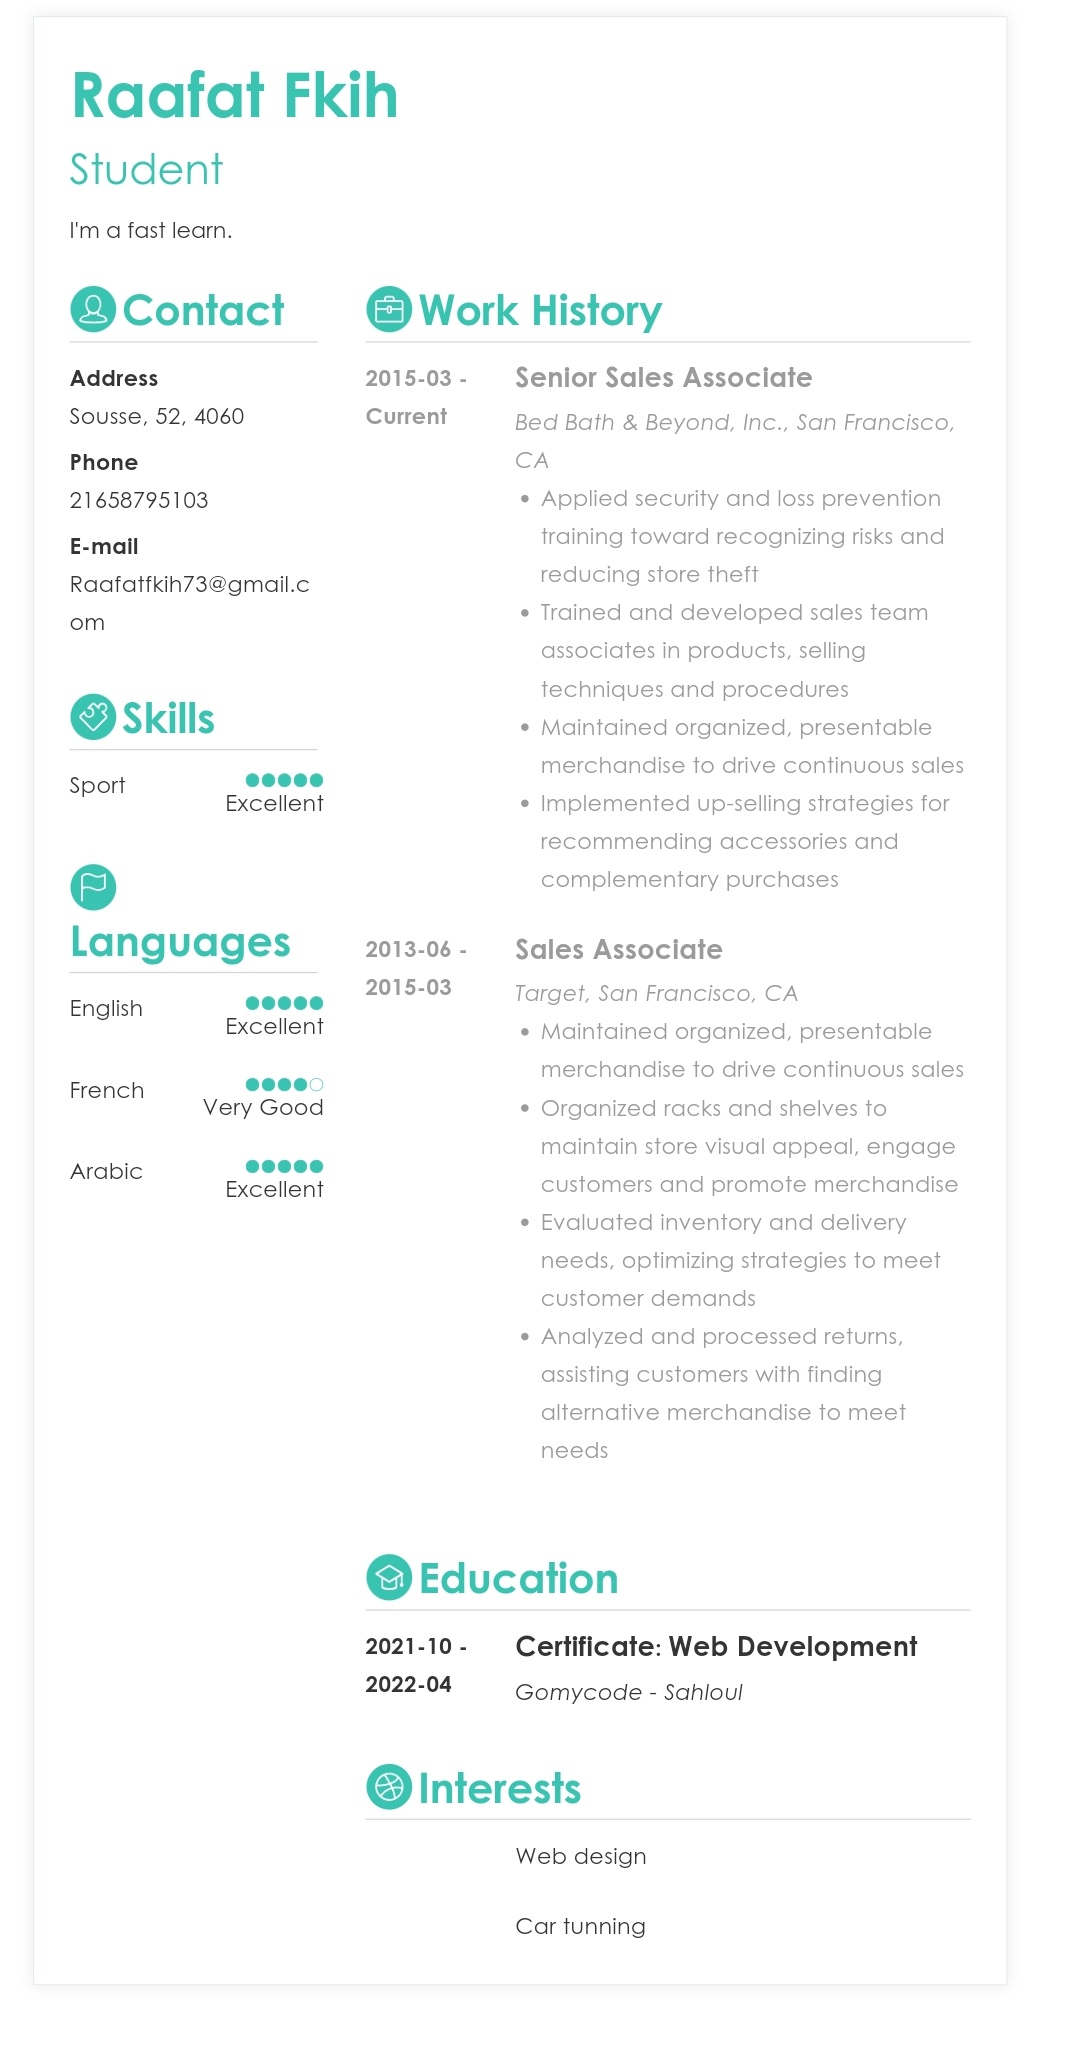 Raafat Fkih
Student
I'm a fast learn.
Contact
Address
Sousse, 52, 4060
Phone
21658795103
E-mail
Raafatfkih73@gmail.c
om
Skills
Sport
Excellent
Languages
English
Excellent
French
Very Good
Arabic
Excellent
Work History
2015-03 -
Current
Senior Sales Associate
Bed Bath & Beyond, Inc., San Francisco,
CA
• Applied security and loss prevention
training toward recognizing risks and
reducing store theft
• Trained and developed sales team
associates in products, selling
techniques and procedures
• Maintained organized, presentable
merchandise to drive continuous sales
• Implemented up-selling strategies for
recommending accessories and
complementary purchases
2013-06 -
2015-03
Sales Associate
Target, San Francisco, CA
• Maintained organized, presentable
merchandise to drive continuous sales
• Organized racks and shelves to
maintain store visual appeal, engage
customers and promote merchandise
• Evaluated inventory and delivery
needs, optimizing strategies to meet
customer demands
• Analyzed and processed returns,
assisting customers with finding
alternative merchandise to meet
needs
Education
2021-10 -
2022-04
Certificate: Web Development
Gomycode - Sahloul
Interests
Web design
Car tunning